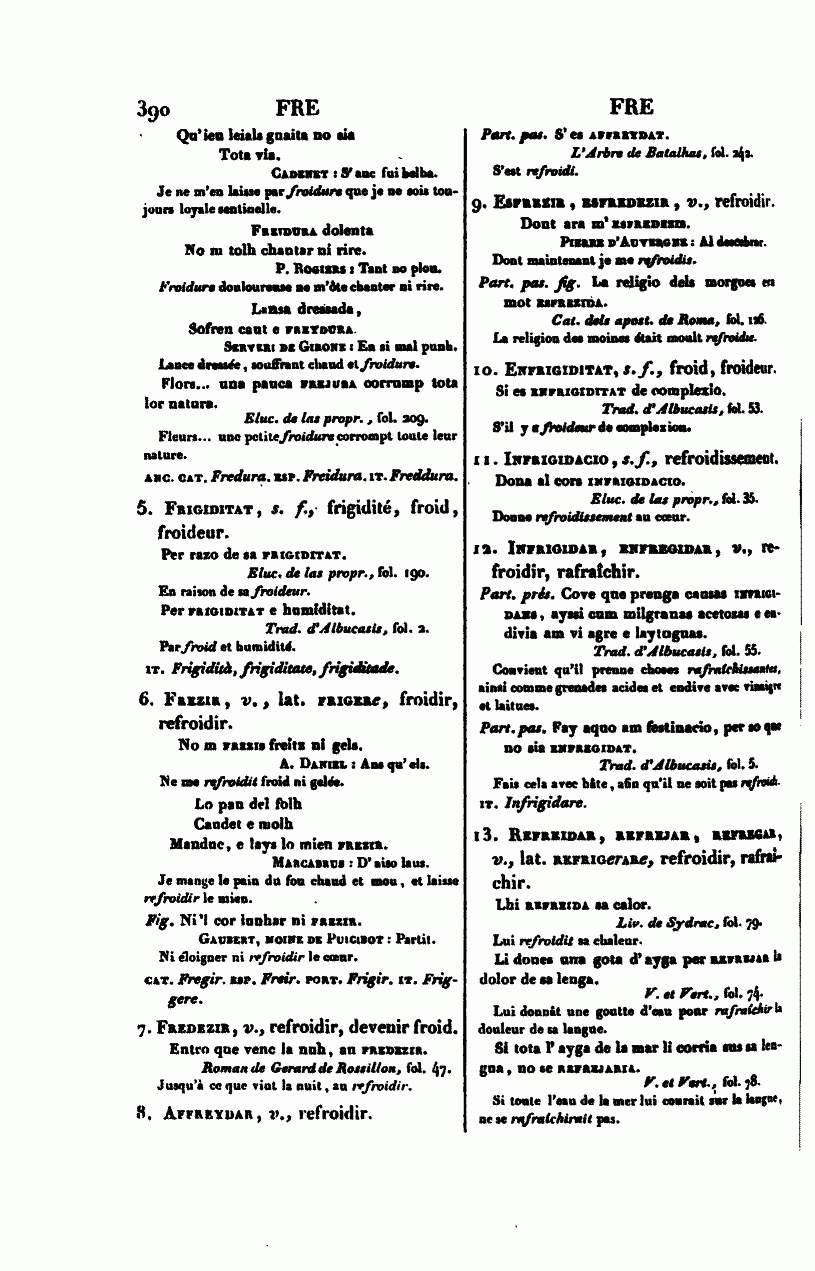 390 FRE FRE
Qu'ieu leials guaita no sia
Tota via.
CADENET : S'anc fui belha.
Je ne m'en laisse par froidure que je ne sois tou-
jours loyale sentinelle.
FREIDURA dolenta
No m tolh chantar ni rire.
P. ROGIERS : Tant no plou.
Froidure douloureuse ne m'ôte chanter ni rire.
Lansa dressada,
Sofren caut e FREYDURA.
SERVERI DE GIRONE : En si mal punh.
Lance dressée, souffrant chaud et froidure.
Flors... una pauca FREJURA corrump tota
lor natura.
Eluc. de las propr., fol. 209.
Fleurs... une petite froidure corrompt toute leur
nature.
ANC. CAT. Fredura. ESP. Freidura. IT. Freddura.
5. FRIGIDITAT, s. f., frigidité, froid,
froideur.
Per razo de sa FRIGIDITAT.
Eluc. de las propr., fol. 190.
En raison de sa froideur.
Per FRIGIDITAT e humiditat.
Trad. d'Albucasis, fol. 2.
Par froid et humidité.
IT. Frigidità, frigiditate, frigiditade.
6. FREZIR, v., lat. FRIGERe, froidir,
refroidir.
No m FREZIS freitz ni gels.
A. DANIEL : Ans qu'els.
Ne me refroidit froid ni gelée.
Lo pan del folh
Caudet e molh
Manduc, e lays lo mien FREZIR.
MARCABRUS : D'aiso laus.
Je mange le pain du fou chaud et mou, et laisse
refroidir le mien.
Fig. Ni'l cor lunhar ni FREZIR.
GAUBERT, MOINE DE PUICIBOT : Partit.
Ni éloigner ni refroidir le cœur.
CAT. Fregir. ESP. Freir. PORT. Frigir. IT. Frig-
gere.
7. FREDEZIR, v., refroidir, devenir froid.
Entro que venc la nuh, au FREDEZIR.
Roman de Gerard de Rossillon, fol. 47.
Jusqu'à ce que vint la nuit, au refroidir.
8. AFFREYDAR, v., refroidir.
Part. pas. S'es AFFREYDAT.
L'Arbre de Batalhas, fol. 242.
S'est refroidi.
9. ESFREZIR, ESFREDEZIR, v., refroidir.
Dont ara m' ESFREDEZIS.
PIERRE D'AUVERGNE : Al descobrar.
Dont maintenant je me refroidis.
Part. pas. fig. La religio dels morgues en
mot ESFREZIDA.
Cat. dels apost. de Roma, fol. 126.
La religion des moines était moult refroidie.
10. ENFRIGIDITAT, s. f., froid, froideur.
Si es ENFRIGIDITAT de complexio.
Trad. d'Albucasis, fol. 53.
S'il y a froideur de complexion.
11. INFRIGIDACIO, s. f., refroidissement.
Dona al cors INFRIGIDACIO.
Eluc. de las propr., fol. 35.
Donne refroidissement au cœur.
12. INFRIGIDAR, ENFREGIDAR, v., re-
froidir, rafraîchir.
Part. prés. Cove que prenga causas INFRIGI-
DANS, ayssi cum milgranas acetosas e en-
divia am vi agre e laytoguas.
Trad. d'Albucasis, fol. 55.
Convient qu'il prenne choses rafraîchissantes,
ainsi comme grenades acides et endive avec vinaigre
et laitues.
Part. pas. Fay aquo am festinacio, per so que
no sia ENFREGIDAT.
Trad. d'Albucasis, fol. 5.
Fais cela avec hâte, afin qu'il ne soit pas refroidi.
IT. Infrigidare.
13. REFREIDAR, REFREJAR, REFREGAR,
v., lat. REFRIGeRARe, refroidir, rafraî-
chir.
Lhi REFREIDA sa calor.
Liv. de Sydrac, fol. 79.
Lui refroidit sa chaleur.
Li dones una gota d'ayga per REFREJAR la
dolor de sa lenga.
V. et Vert., fol. 74.
Lui donnât une goutte d'eau pour rafraîchir la
douleur de sa langue.
Si tota l'ayga de la mar li corria sus sa len-
gua, no se REFREJARIA.
V. et Vert., fol. 78.
Si toute l'eau de la mer lui courait sur la langue,
ne se rafraîchirait pas.